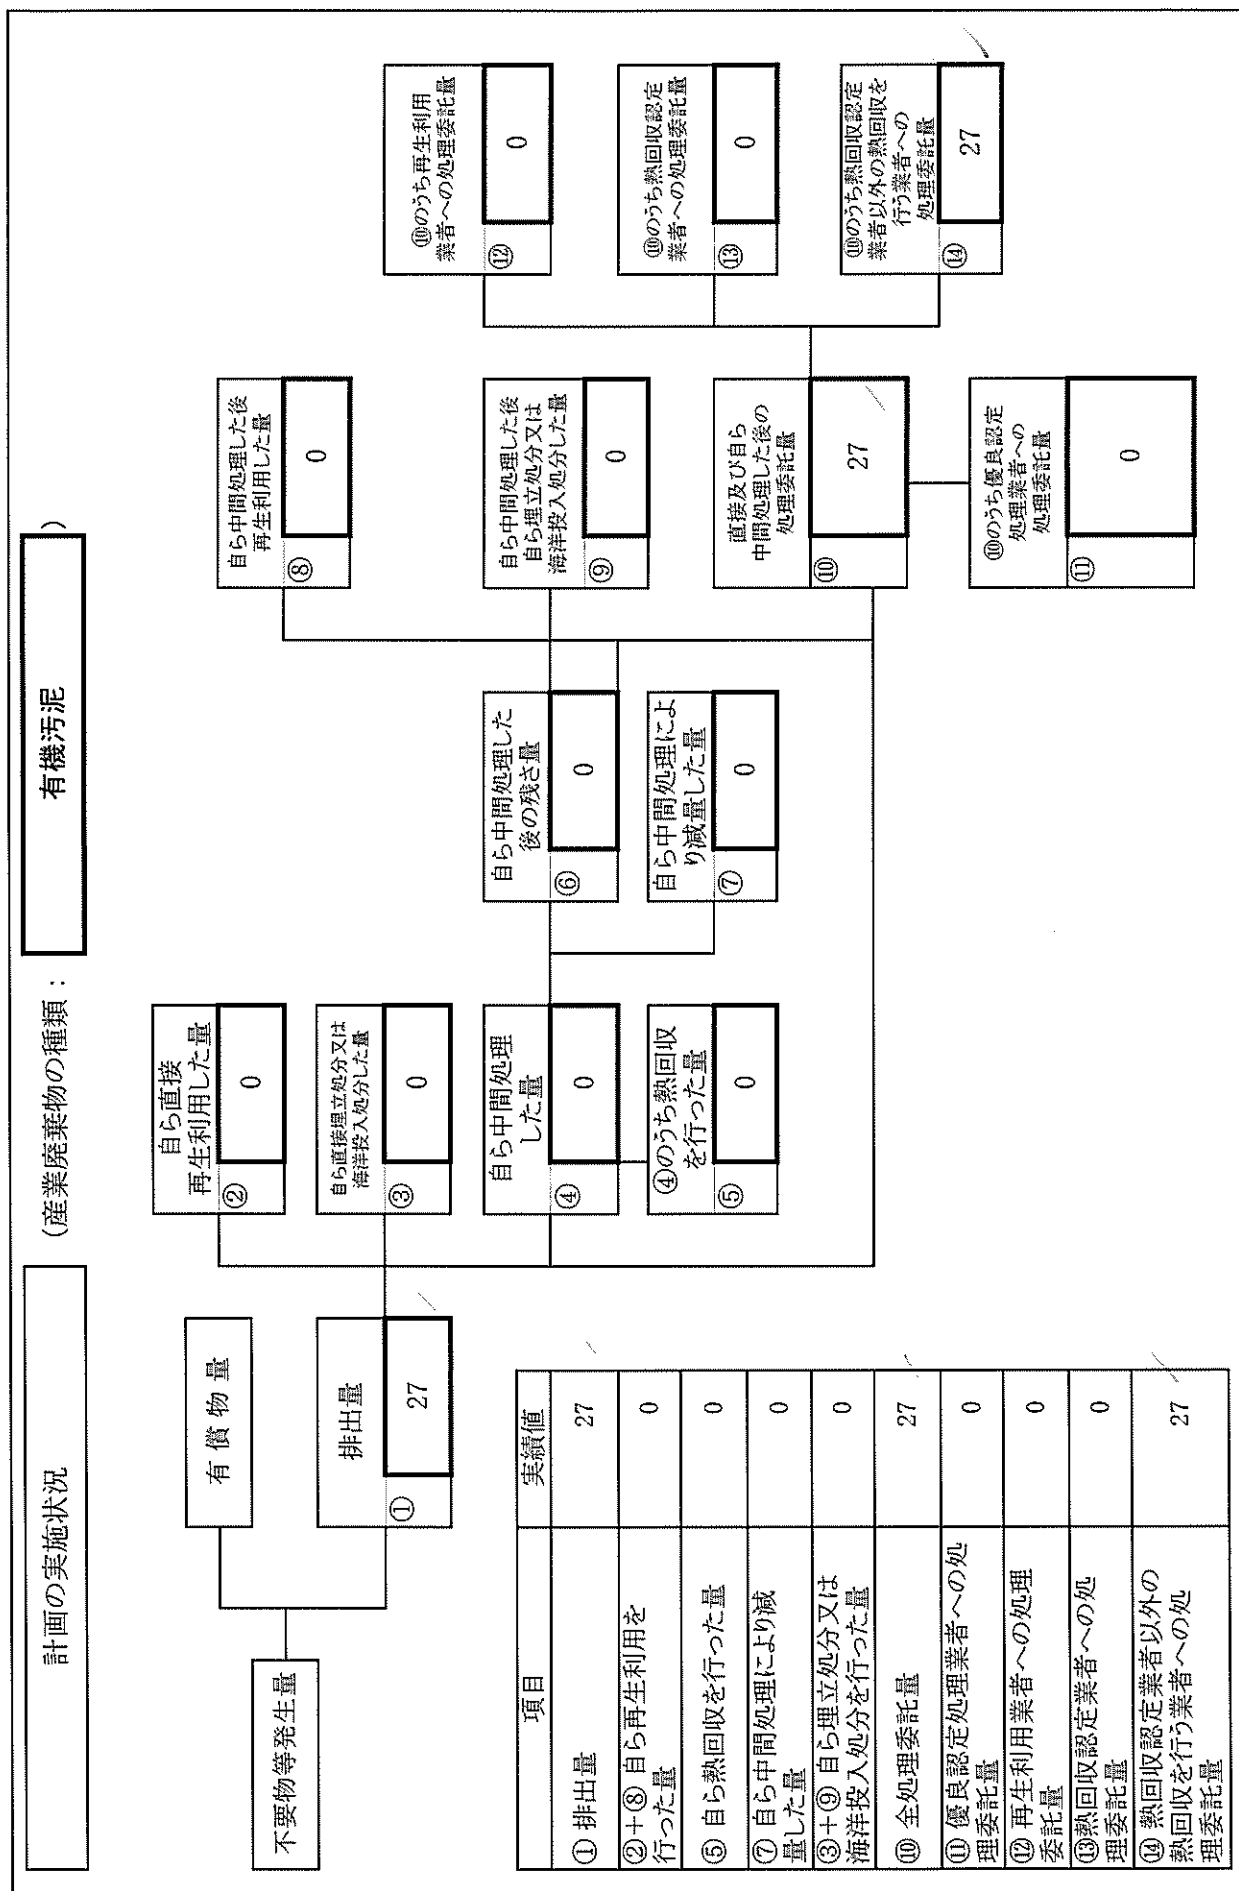 計画の実施状況
(産業廃棄物の種類：
有機汚泥
)
不要物等発生量
有償物量
排出量
①
27
自ら直接
再生利用した量
②
0
自ら直接埋立処分又は
海洋投入処分した量
③
0
自ら中間処理
した量
④
0
④のうち熱回収
を行った量
⑤
0
自ら中間処理した
後の残さ量
⑥
0
自ら中間処理によ
り減量した量
⑦
0
自ら中間処理した後
再生利用した量
⑧
0
自ら中間処理した後
自ら埋立処分又は
海洋投入処分した量
⑨
0
直接及び自ら
中間処理した後の
処理委託量
⑩
27
⑩のうち優良認定
処理業者への
処理委託量
⑪
0
⑩のうち再生利用
業者への処理委託量
⑫
0
⑩のうち熱回収認定
業者への処理委託量
⑬
0
⑩のうち熱回収認定
業者以外の熱回収を
行う業者への
処理委託量
⑭
27
項目 実績値
① 排出量 27
②＋⑧ 自ら再生利用を
行った量 0
⑤ 自ら熱回収を行った量 0
⑦ 自ら中間処理により減
量した量 0
③＋⑨ 自ら埋立処分又は
海洋投入処分を行った量 0
⑩ 全処理委託量 27
⑪ 優良認定処理業者への処
理委託量 0
⑫ 再生利用業者への処理
委託量 0
⑬熱回収認定業者への処
理委託量 0
⑭ 熱回収認定業者以外の
熱回収を行う業者への処
理委託量 27